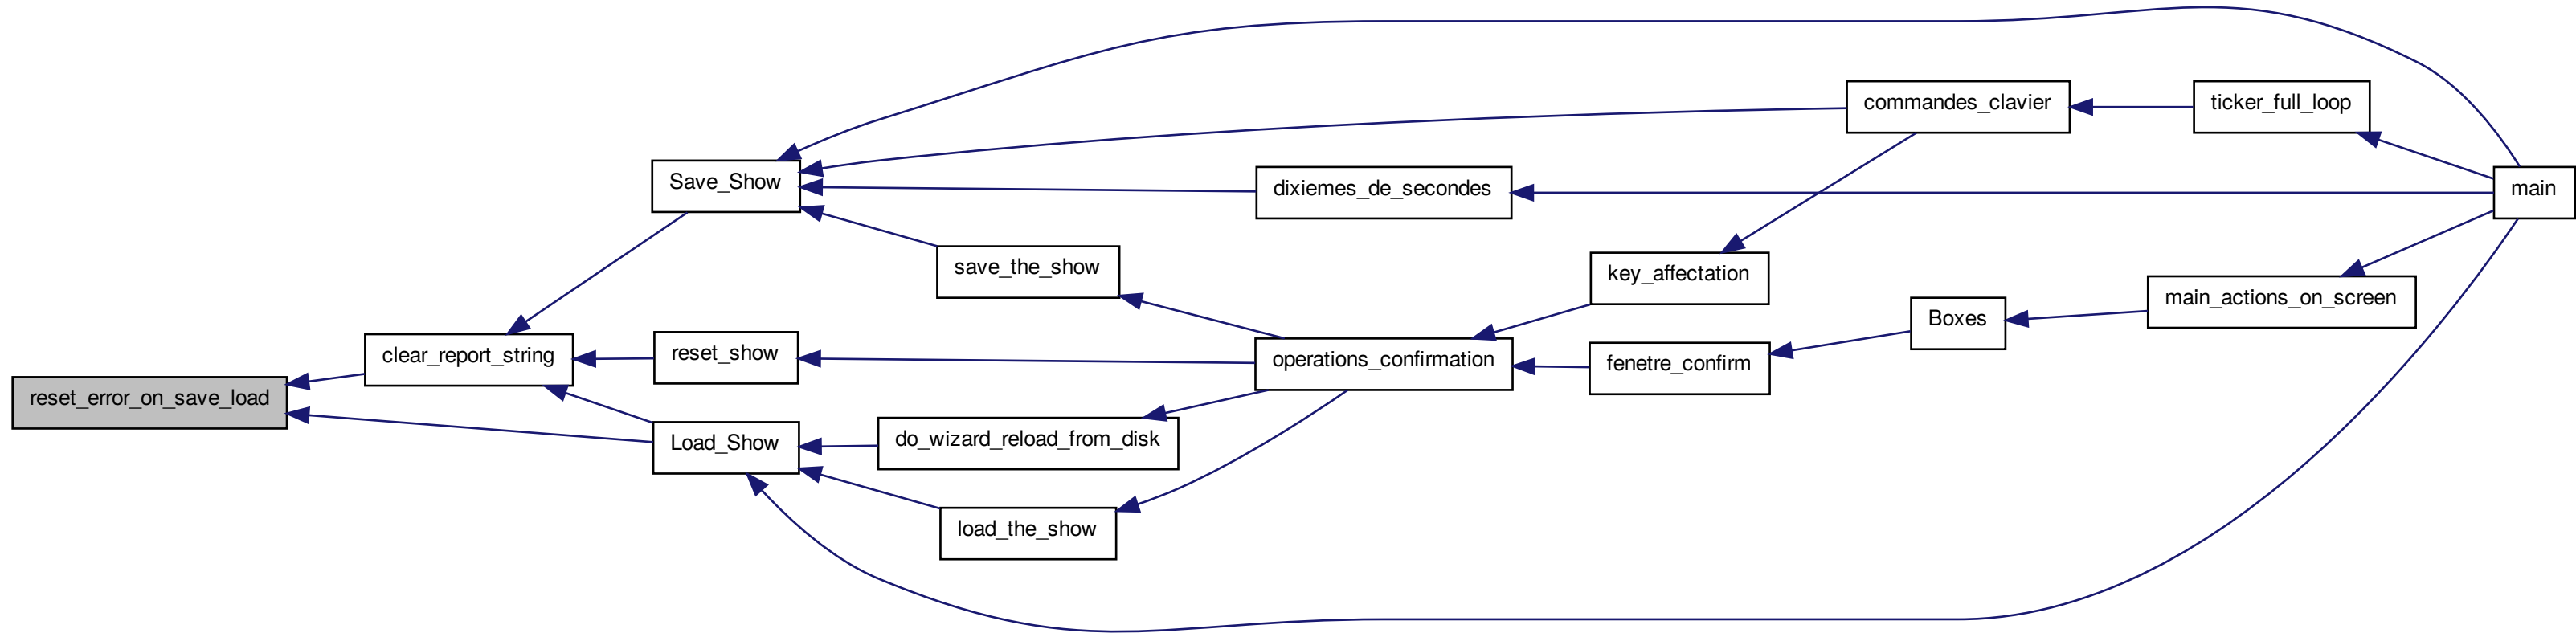 reset_error_on_save_load
clear_report_string
Save_Show
reset_show
Load_Show
save_the_show
do_wizard_reload_from_disk
load_the_show
dixiemes_de_secondes
operations_confirmation
key_affectation
fenetre_confirm
commandes_clavier
Boxes
ticker_full_loop
main_actions_on_screen
main